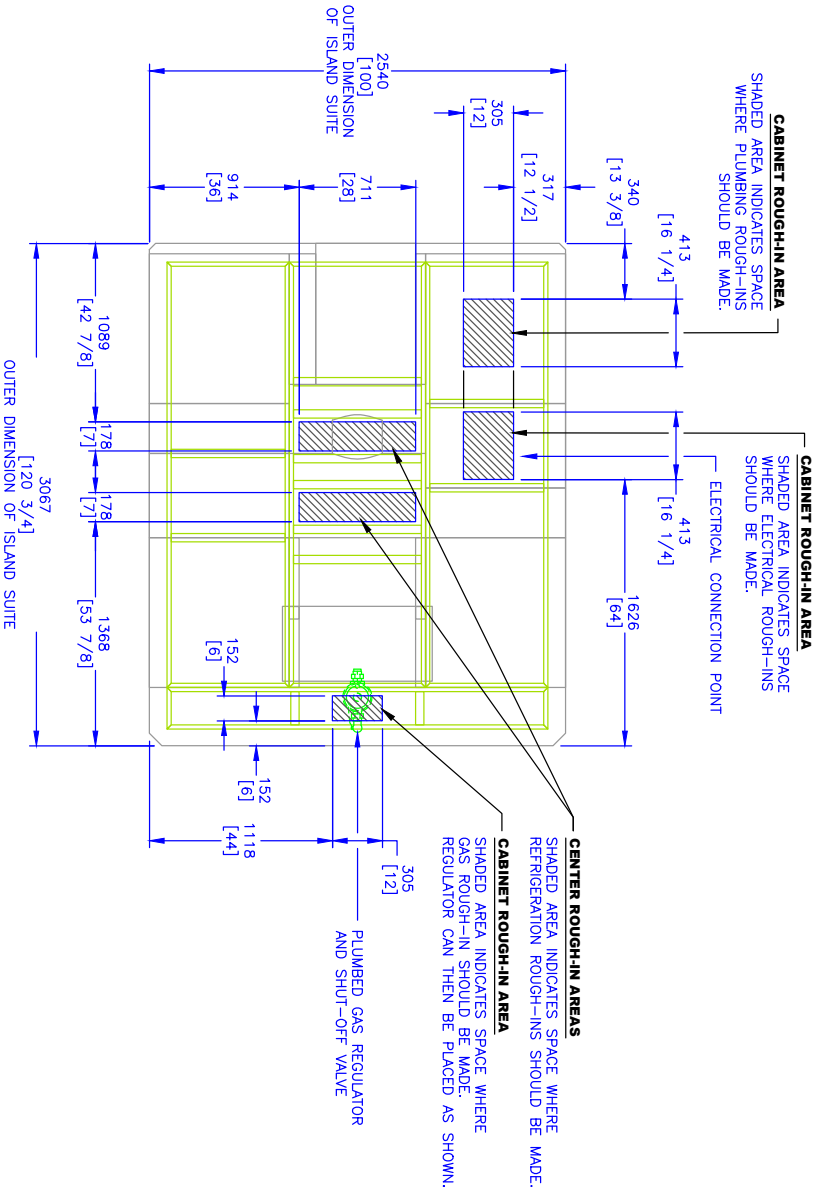 CABINET ROUGH-IN AREA
SHADED AREA INDICATES SPACE
WHERE ELECTRICAL ROUGH-INS
SHOULD BE MADE.
ELECTRICAL CONNECTION POINT
CABINET ROUGH-IN AREA
SHADED AREA INDICATES SPACE
WHERE PLUMBING ROUGH-INS
SHOULD BE MADE.
413
[16 1/4]
413
[16 1/4]
1626
[64]
340
[13 3/8]
317
[12 1/2]
305
[12]
2540
[100]
OUTER DIMENSION
OF ISLAND SUITE
711
[28]
914
[36]
CENTER ROUGH-IN AREAS
SHADED AREA INDICATES SPACE WHERE
REFRIGERATION ROUGH-INS SHOULD BE MADE.
CABINET ROUGH-IN AREA
SHADED AREA INDICATES SPACE WHERE
GAS ROUGH-IN SHOULD BE MADE.
REGULATOR CAN THEN BE PLACED AS SHOWN.
305
[12]
PLUMBED GAS REGULATOR
AND SHUT-OFF VALVE
1118
[44]
152
[6]
152
[6]
1089
[42 7/8]
178
[7]
178
[7]
1368
[53 7/8]
3067
[120 3/4]
OUTER DIMENSION OF ISLAND SUITE